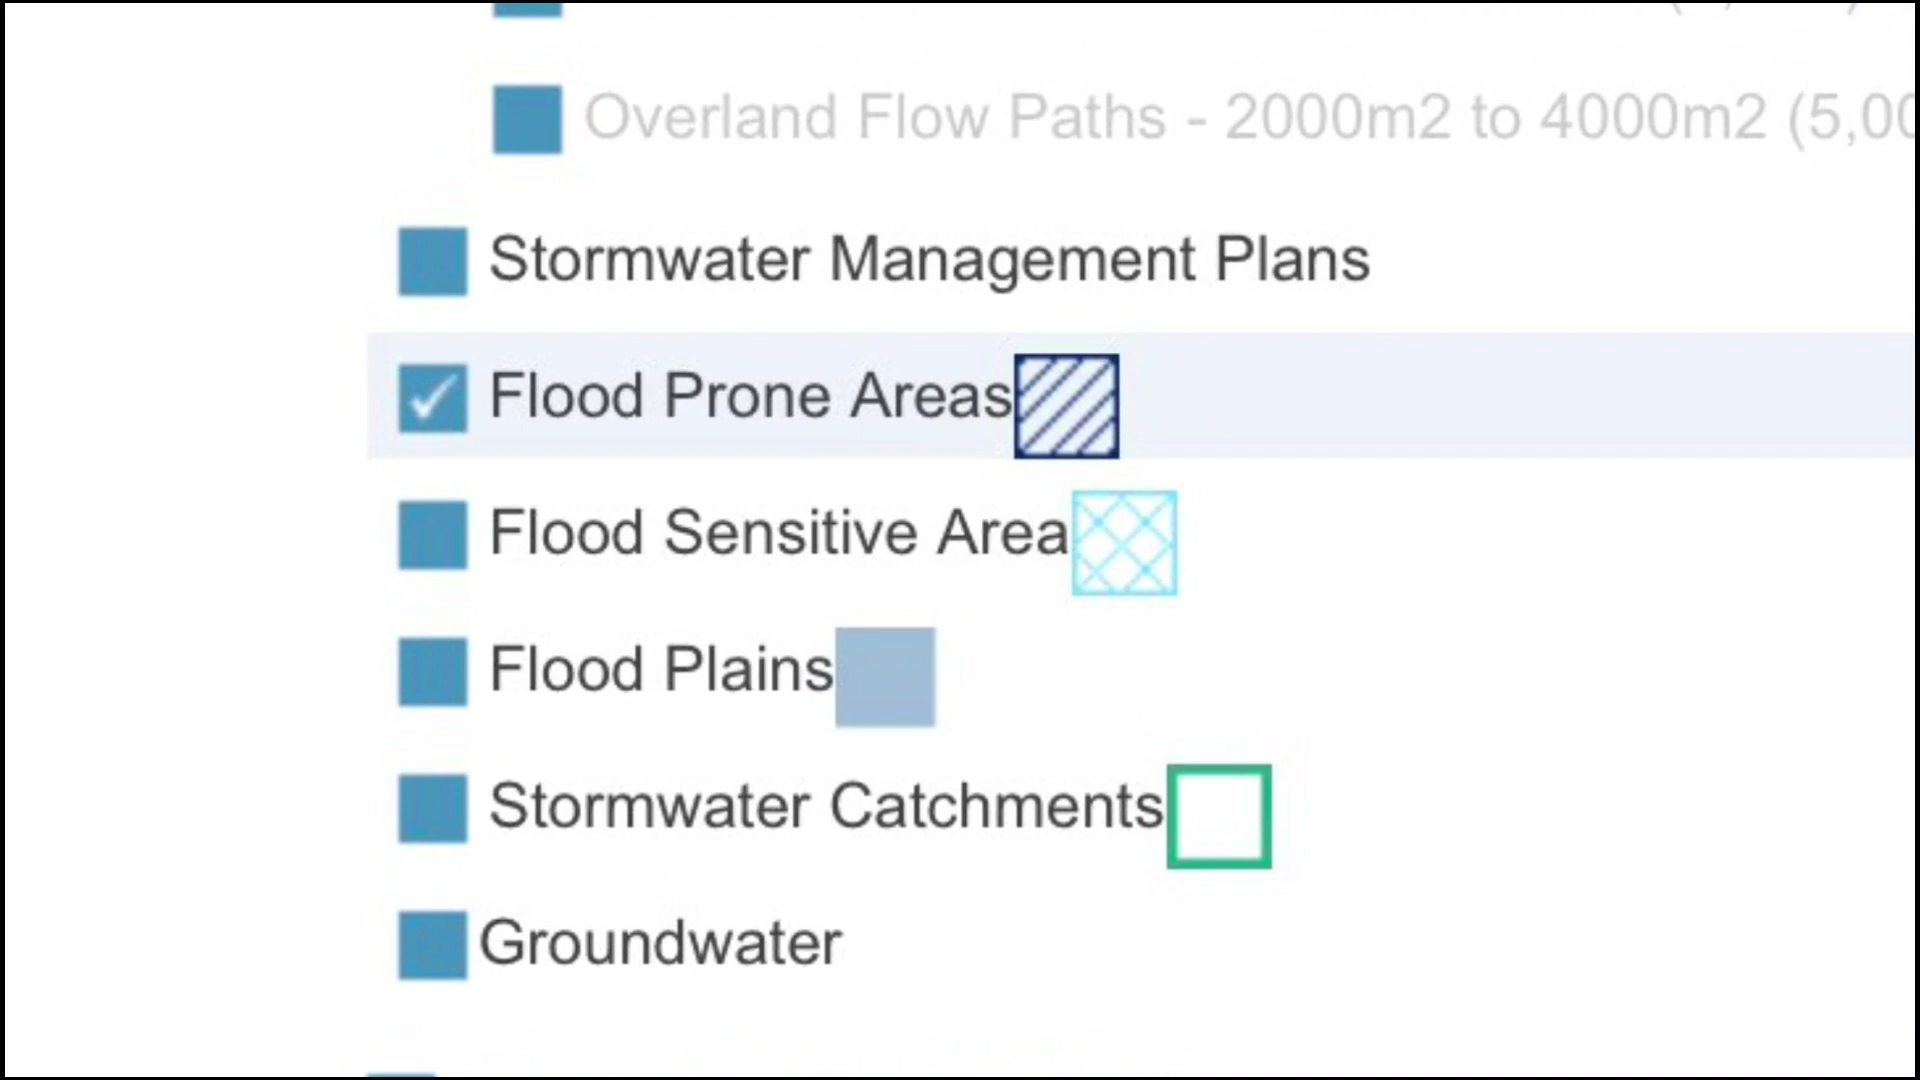 Overland Flow Paths - 2000m2 to 4000m2 (5,00
Stormwater Management Plans
Flood Prone Areas
Flood Sensitive Area
Flood Plains
Stormwater Catchments
Groundwater